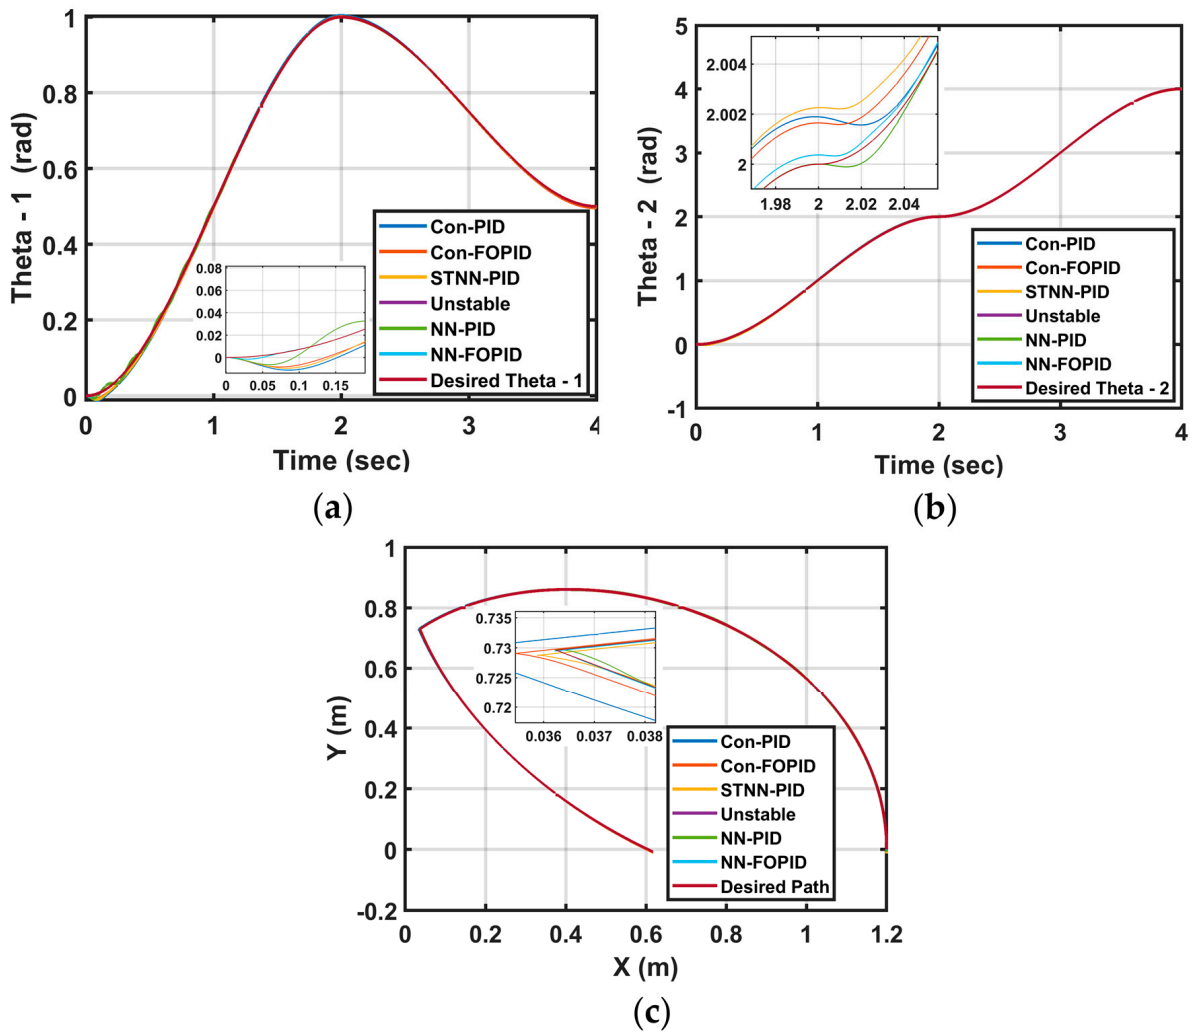 1
0.8
0.6
0.4
0.2
0
Theta - 1 (rad)
0.08
0.06
0.04
0.02
0
0 0.05 0.1 0.15
Con-PID
Con-FOPID
STNN-PID
Unstable
NN-PID
NN-FOPID
Desired Theta - 1
0 1 2 3 4
Time (sec)
(a)
5
4
3
2
1
0
-1
Theta - 2 (rad)
2.004
2.002
2
1.98 2 2.02 2.04
Con-PID
Con-FOPID
STNN-PID
Unstable
NN-PID
NN-FOPID
Desired Theta - 2
0 1 2 3 4
Time (sec)
(b)
1
0.8
0.6
0.4
0.2
0
-0.2
Y (m)
0.735
0.73
0.725
0.72
0.036 0.037 0.038
Con-PID
Con-FOPID
STNN-PID
Unstable
NN-PID
NN-FOPID
Desired Path
0 0.2 0.4 0.6 0.8 1 1.2
X (m)
(c)